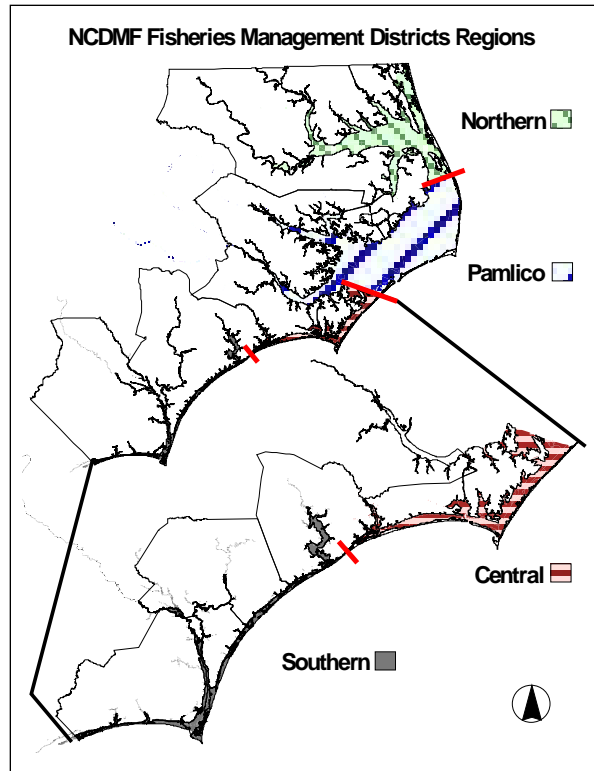 NCDMF Fisheries Management Districts Regions
Northern
Pamlico
Central
Southern